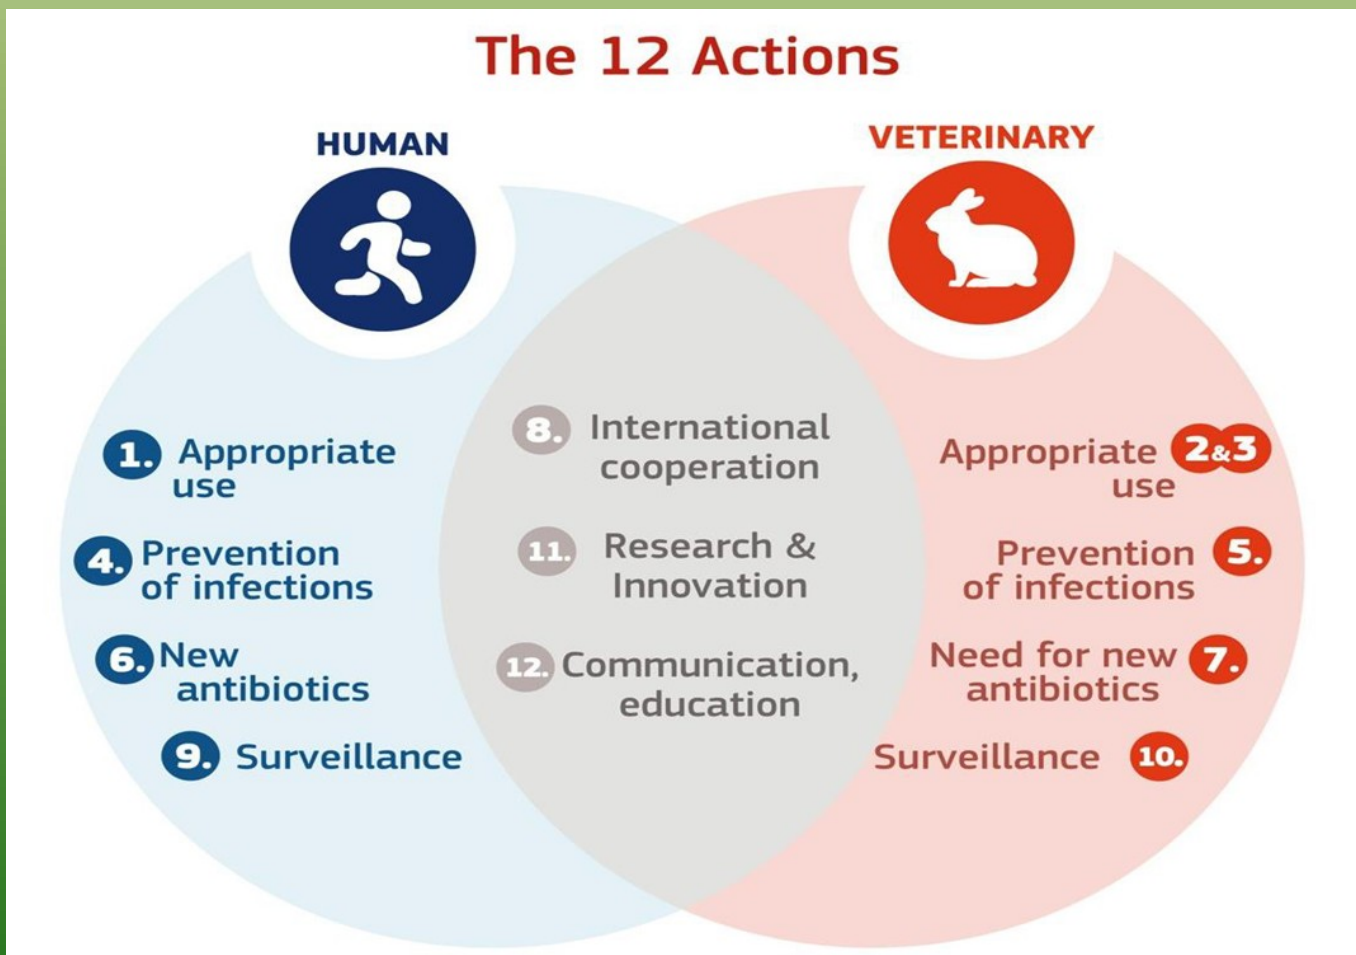 The 12 Actions
HUMAN
1. Appropriate
use
4. Prevention
of infections
6. New
antibiotics
9. Surveillance
8. International
cooperation
11. Research &
Innovation
12. Communication,
education
VETERINARY
Appropriate 2&3
use
Prevention 5.
of infections
Need for new 7.
antibiotics
Surveillance 10.